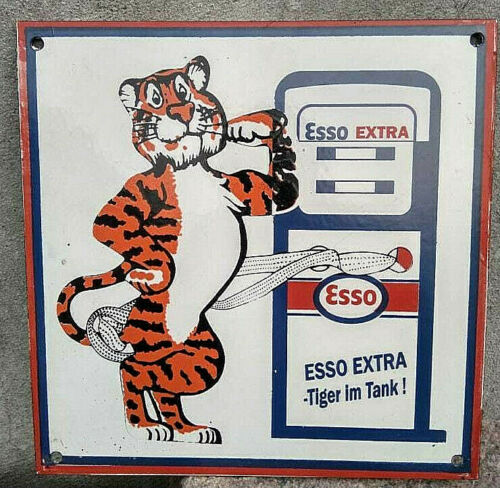 Esso EXTRA
Esso
ESSO EXTRA
-Tiger im Tank !